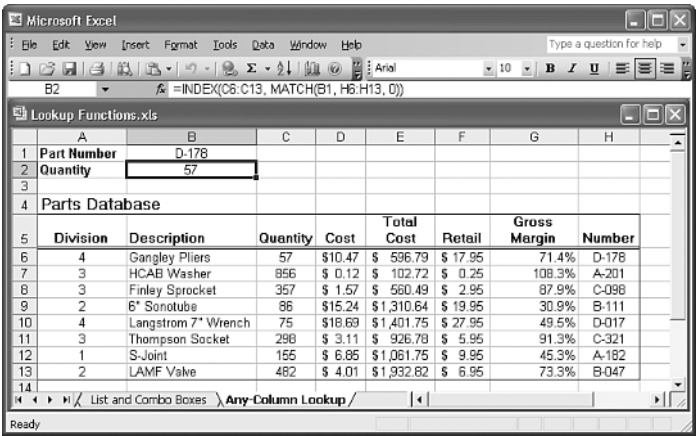 Microsoft Excel
File Edit View Insert Format Tools Data Window Help Type a question for help
Arial 10 B I U
B2 fx =INDEX(C6:C13, MATCH(B1, H6:H13, 0))
Lookup Functions.xls
A B C D E F G H
1 Part Number D-178
2 Quantity 57
3
4 Parts Database
5 Division Description Quantity Cost Total Cost Retail Gross Margin Number
6 4 Gangley Pliers 57 $10.47 $ 596.79 $ 17.95 71.4% D-178
7 3 HCAB Washer 856 $ 0.12 $ 102.72 $ 0.25 108.3% A-201
8 3 Finley Sprocket 357 $ 1.57 $ 560.49 $ 2.95 87.9% C-098
9 2 6" Sonotube 86 $15.24 $1,310.64 $ 19.95 30.9% B-111
10 4 Langstrom 7" Wrench 75 $18.69 $1,401.75 $ 27.95 49.5% D-017
11 3 Thompson Socket 298 $ 3.11 $ 926.78 $ 5.95 91.3% C-321
12 1 S-Joint 155 $ 6.85 $1,061.75 $ 9.95 45.3% A-182
13 2 LAMF Valve 482 $ 4.01 $1,932.82 $ 6.95 73.3% B-047
14
List and Combo Boxes Any-Column Lookup
Ready